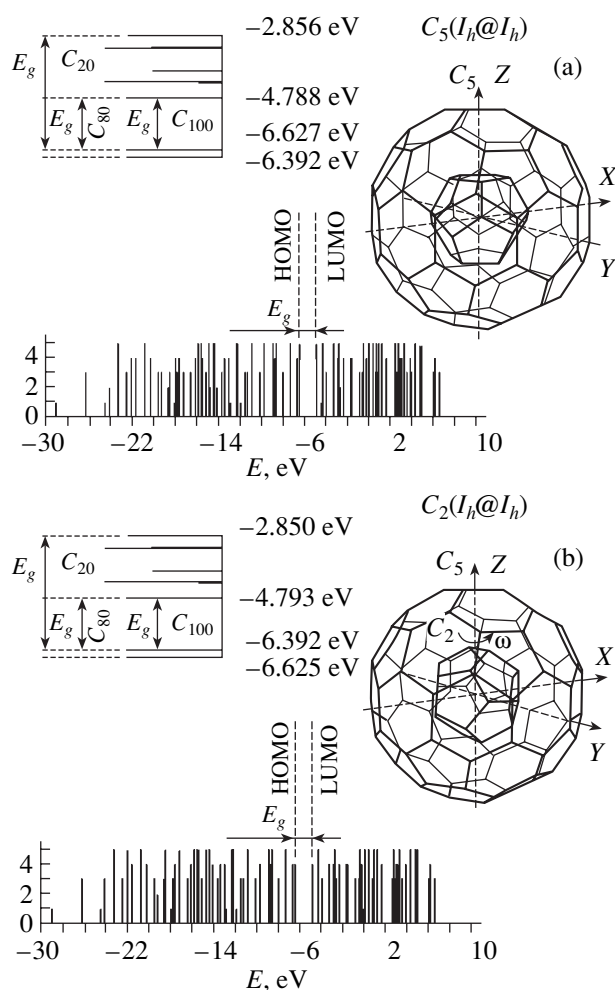 −2.856 eV
C5(Ih@Ih)
(a)
Eg
C20
C5
Z
−4.788 eV
Eg
C80
Eg
C100
−6.627 eV
−6.392 eV
X
Y
HOMO
LUMO
Eg
4
2
0
−30
−22
−14
−6
2
10
E, eV
C2(Ih@Ih)
−2.850 eV
(b)
Eg
C20
C5
Z
−4.793 eV
Eg
C80
Eg
C100
C2
ω
−6.392 eV
−6.625 eV
X
Y
HOMO
LUMO
Eg
4
2
0
−30
−22
−14
−6
2
10
E, eV